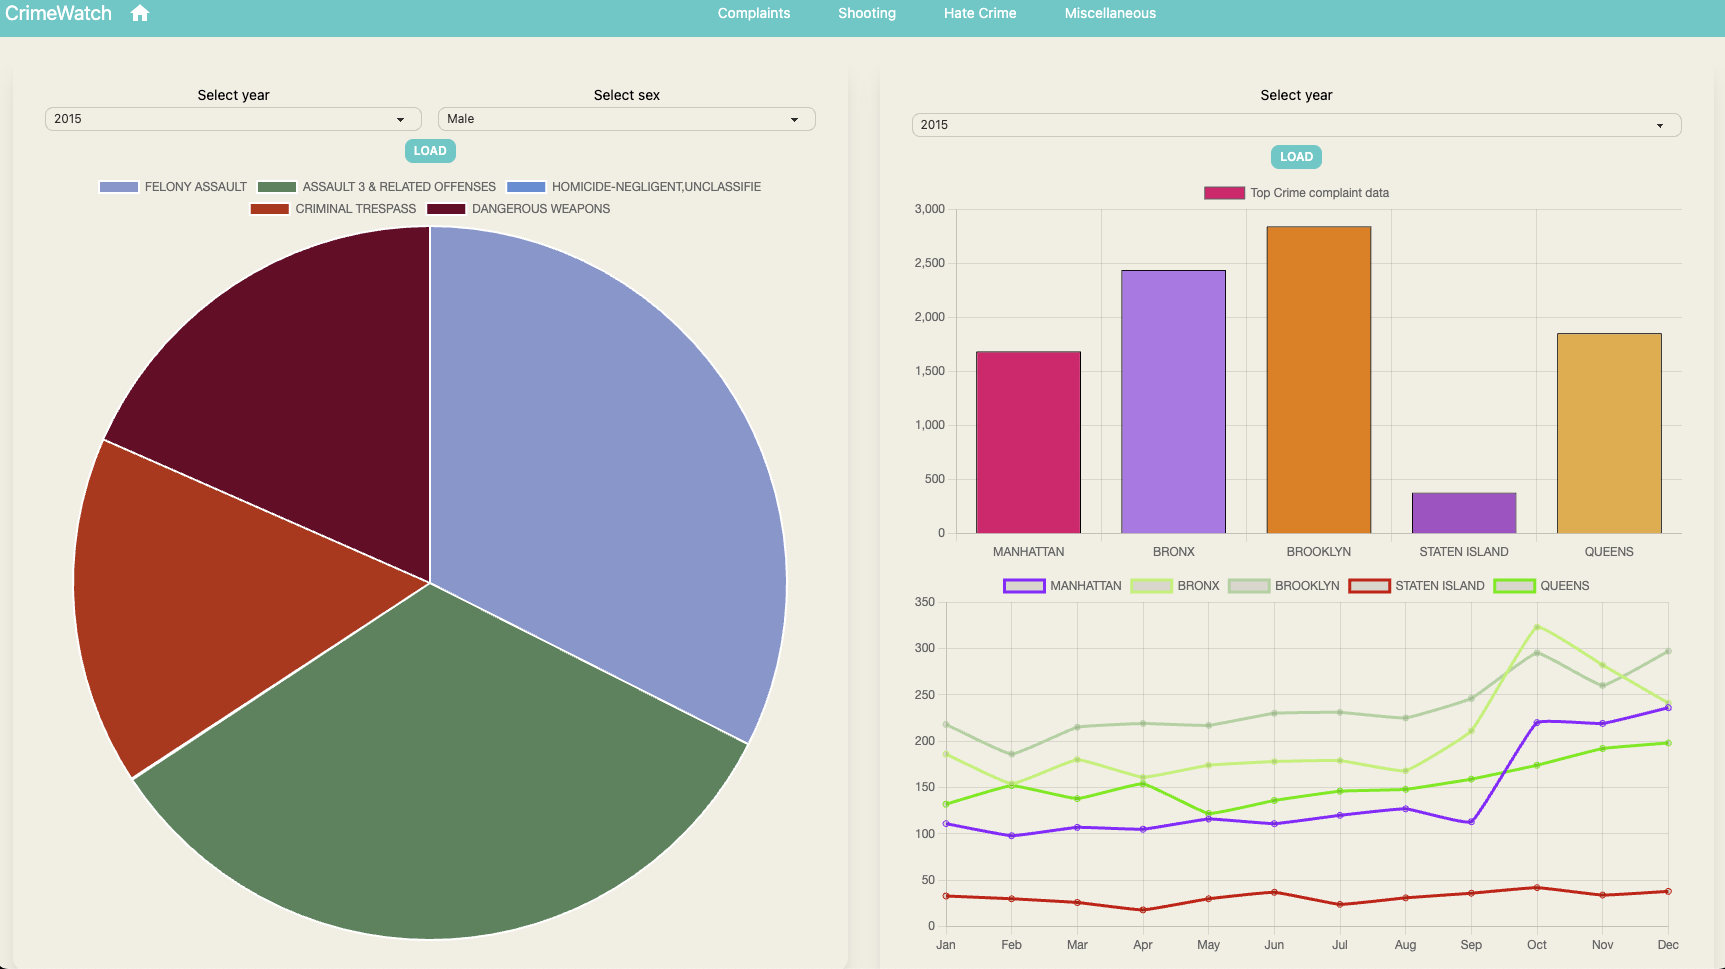 CrimeWatch
Complaints Shooting Hate Crime Miscellaneous
Select year Select sex
2015 Male
LOAD
FELONY ASSAULT ASSAULT 3 & RELATED OFFENSES HOMICIDE-NEGLIGENT,UNCLASSIFIE
CRIMINAL TRESPASS DANGEROUS WEAPONS
Select year
2015
LOAD
Top Crime complaint data
3,000
2,500
2,000
1,500
1,000
500
0
MANHATTAN BRONX BROOKLYN STATEN ISLAND QUEENS
MANHATTAN BRONX BROOKLYN STATEN ISLAND QUEENS
350
300
250
200
150
100
50
0
Jan Feb Mar Apr May Jun Jul Aug Sep Oct Nov Dec